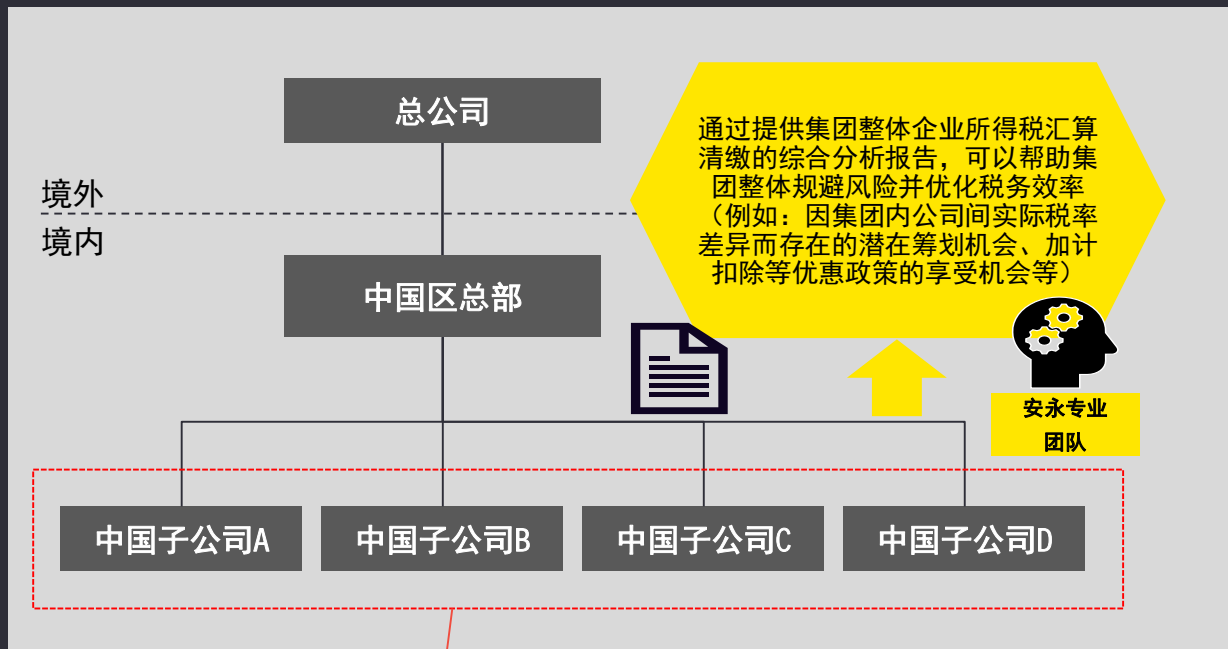 总公司
通过提供集团整体企业所得税汇算
清缴的综合分析报告，可以帮助集
团整体规避风险并优化税务效率
（例如：因集团内公司间实际税率
差异而存在的潜在筹划机会、加计
扣除等优惠政策的享受机会等）
境外
境内
中国区总部
安永专业
团队
中国子公司A
中国子公司B
中国子公司C
中国子公司D